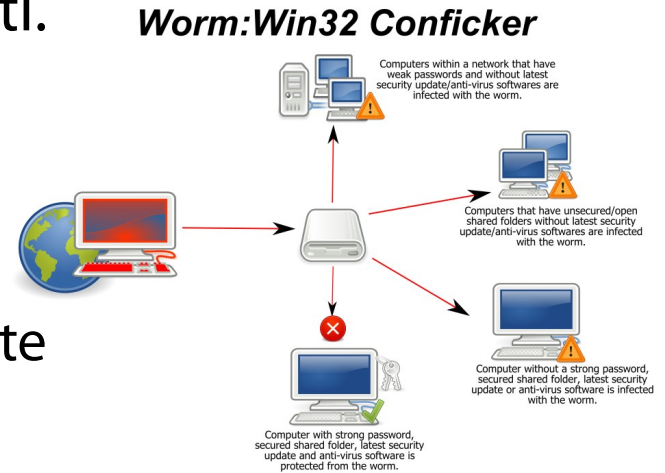 ti.
Worm:Win32 Conficker
Computers within a network that have
weak passwords and without latest
security update/anti-virus softwares are
infected with the worm.
Computers that have unsecured/open
shared folders without latest security
update/anti-virus softwares are infected
with the worm.
te
Computer without a strong password,
secured shared folder, latest security
update or anti-virus software is infected
with the worm.
Computer with strong password,
secured shared folder, latest security
update and anti-virus software is
protected from the worm.